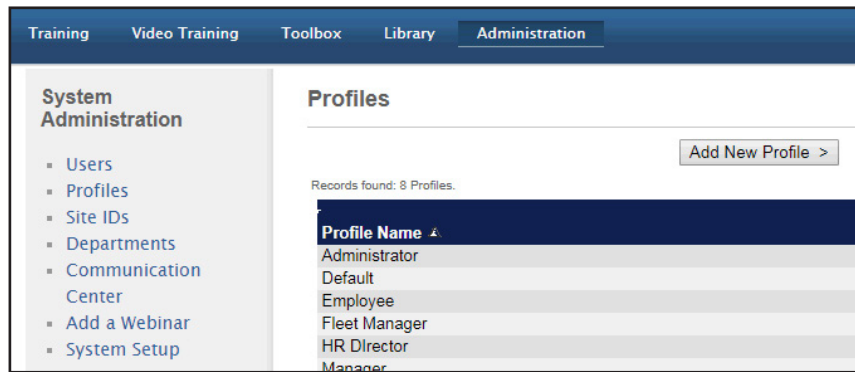 Training Video Training Toolbox Library Administration
System
Administration
Users
Profiles
Site IDs
Departments
Communication
Center
Add a Webinar
System Setup
Profiles
Add New Profile >
Records found: 8 Profiles.
Profile Name
Administrator
Default
Employee
Fleet Manager
HR DIrector
Manager